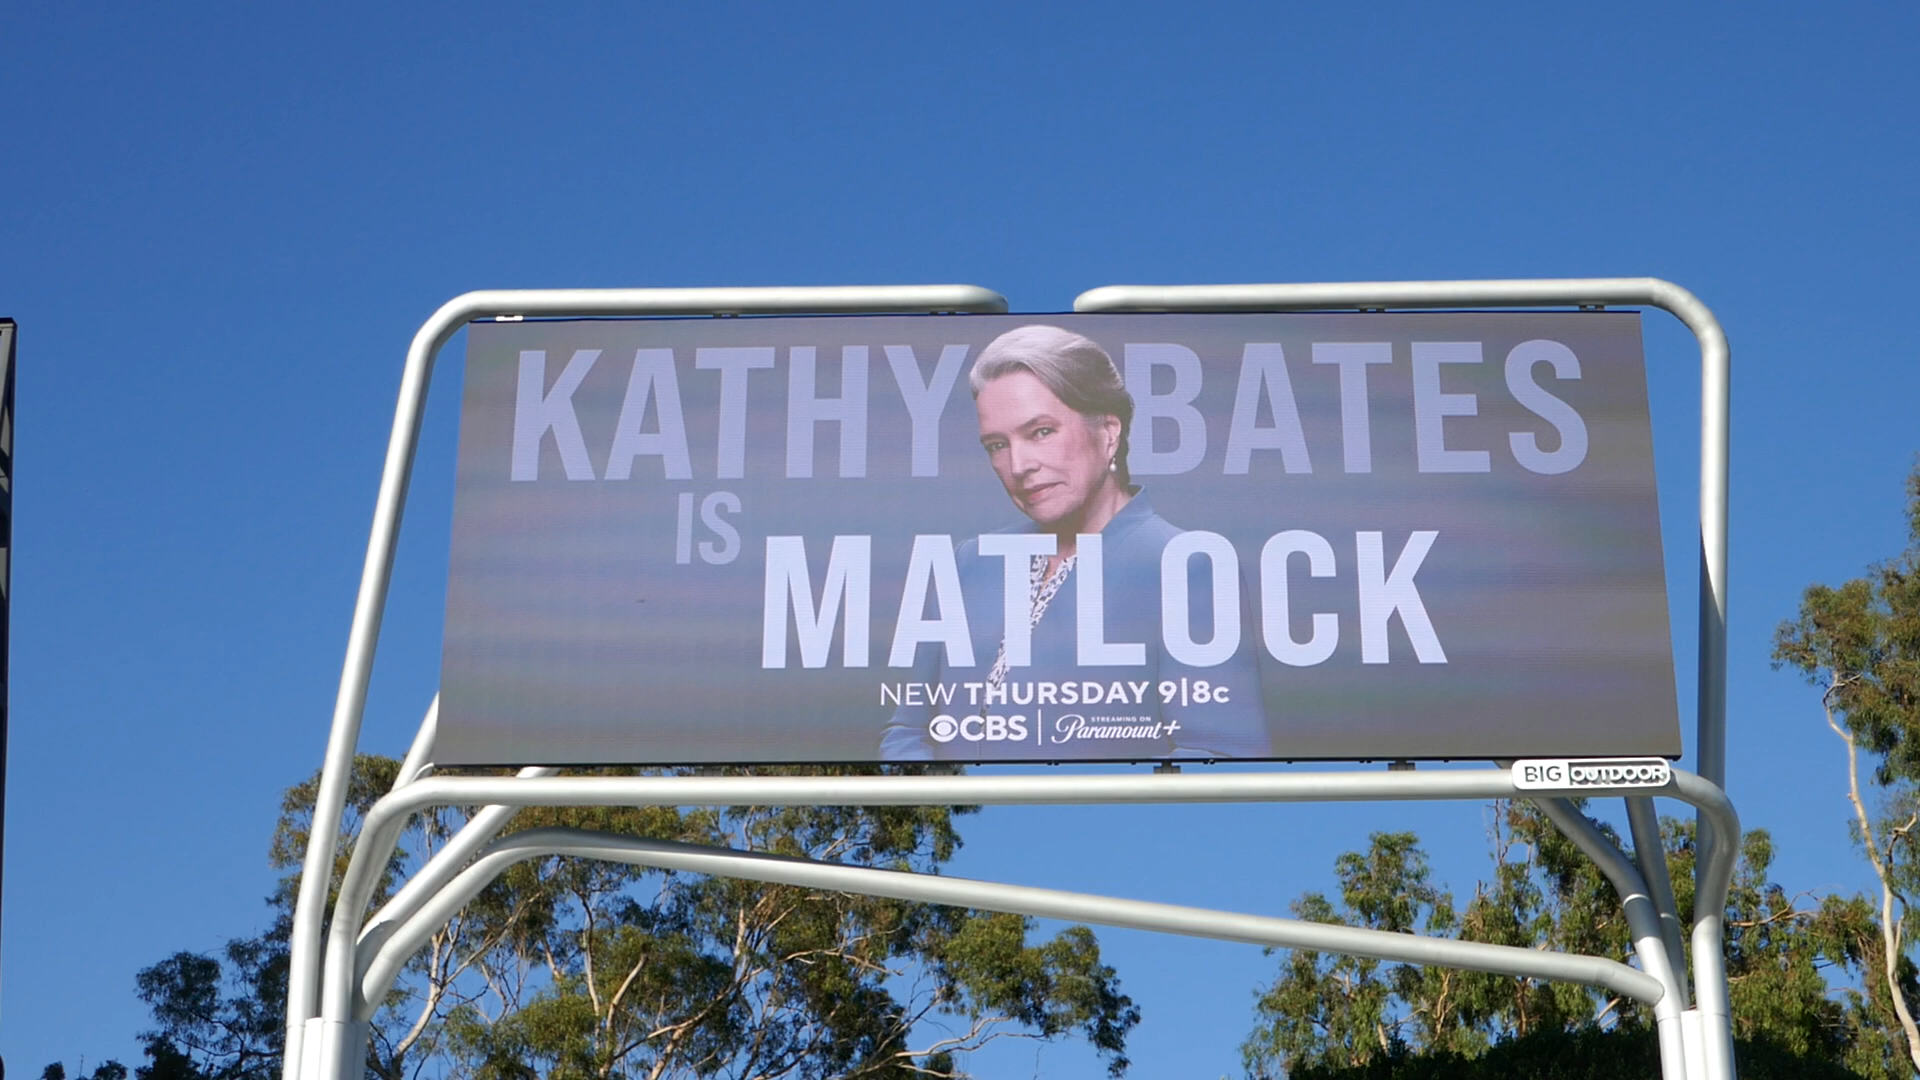 KATHY BATES
IS
MATLOCK
NEW THURSDAY 9|8c
CBS | STREAMING ON Paramount+
BIG OUTDOOR